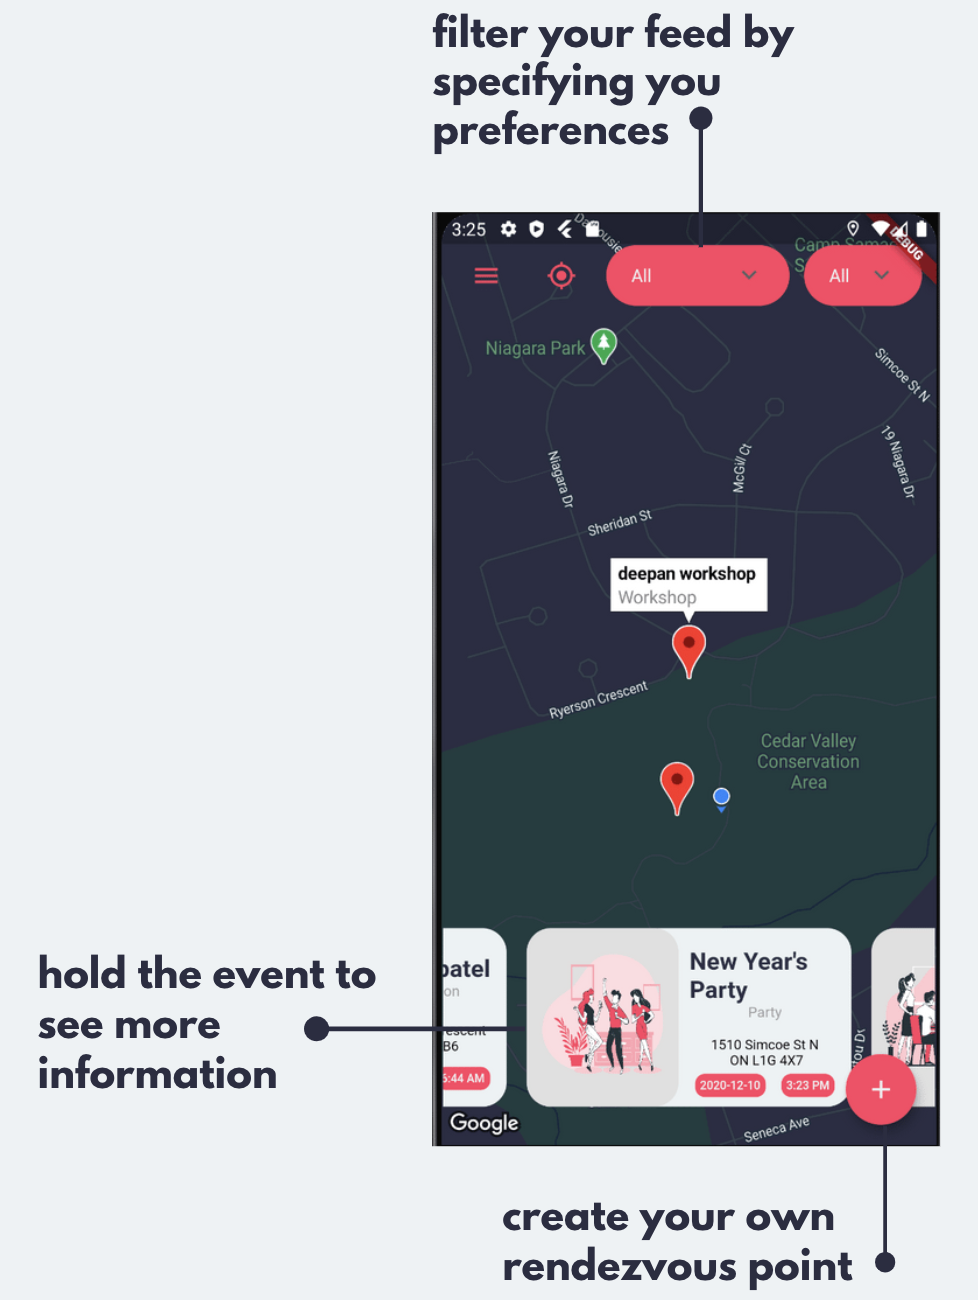 filter your feed by
specifying you
preferences
3:25
DEBUG
All
All
Niagara Park
Simcoe St N
19 Niagara Dr
McGill Ct
Niagara Dr
Sheridan St
deepan workshop
Workshop
Ryerson Crescent
Cedar Valley
Conservation
Area
hold the event to
see more
information
patel
on
escent
B6
6:44 AM
New Year's
Party
Party
1510 Simcoe St N
ON L1G 4X7
2020-12-10
3:23 PM
+
Google
Seneca Ave
create your own
rendezvous point